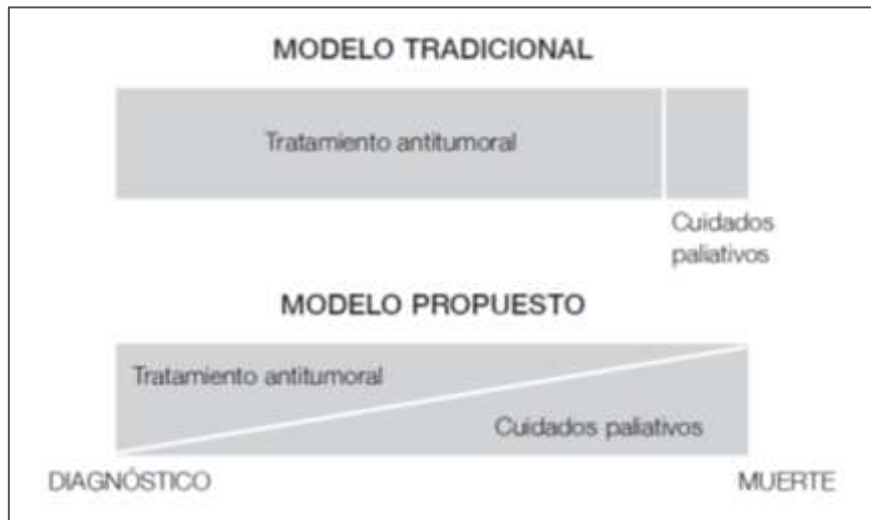 MODELO TRADICIONAL
Tratamiento antitumoral
Cuidados
paliativos
MODELO PROPUESTO
Tratamiento antitumoral
Cuidados paliativos
DIAGNÓSTICO
MUERTE